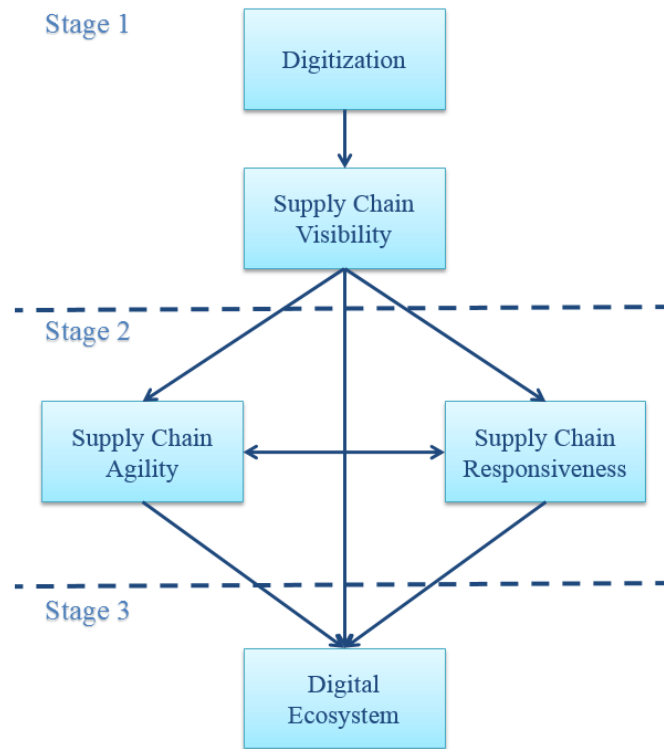 Stage 1
Digitization
Supply Chain
Visibility
Stage 2
Supply Chain
Agility
Supply Chain
Responsiveness
Stage 3
Digital
Ecosystem